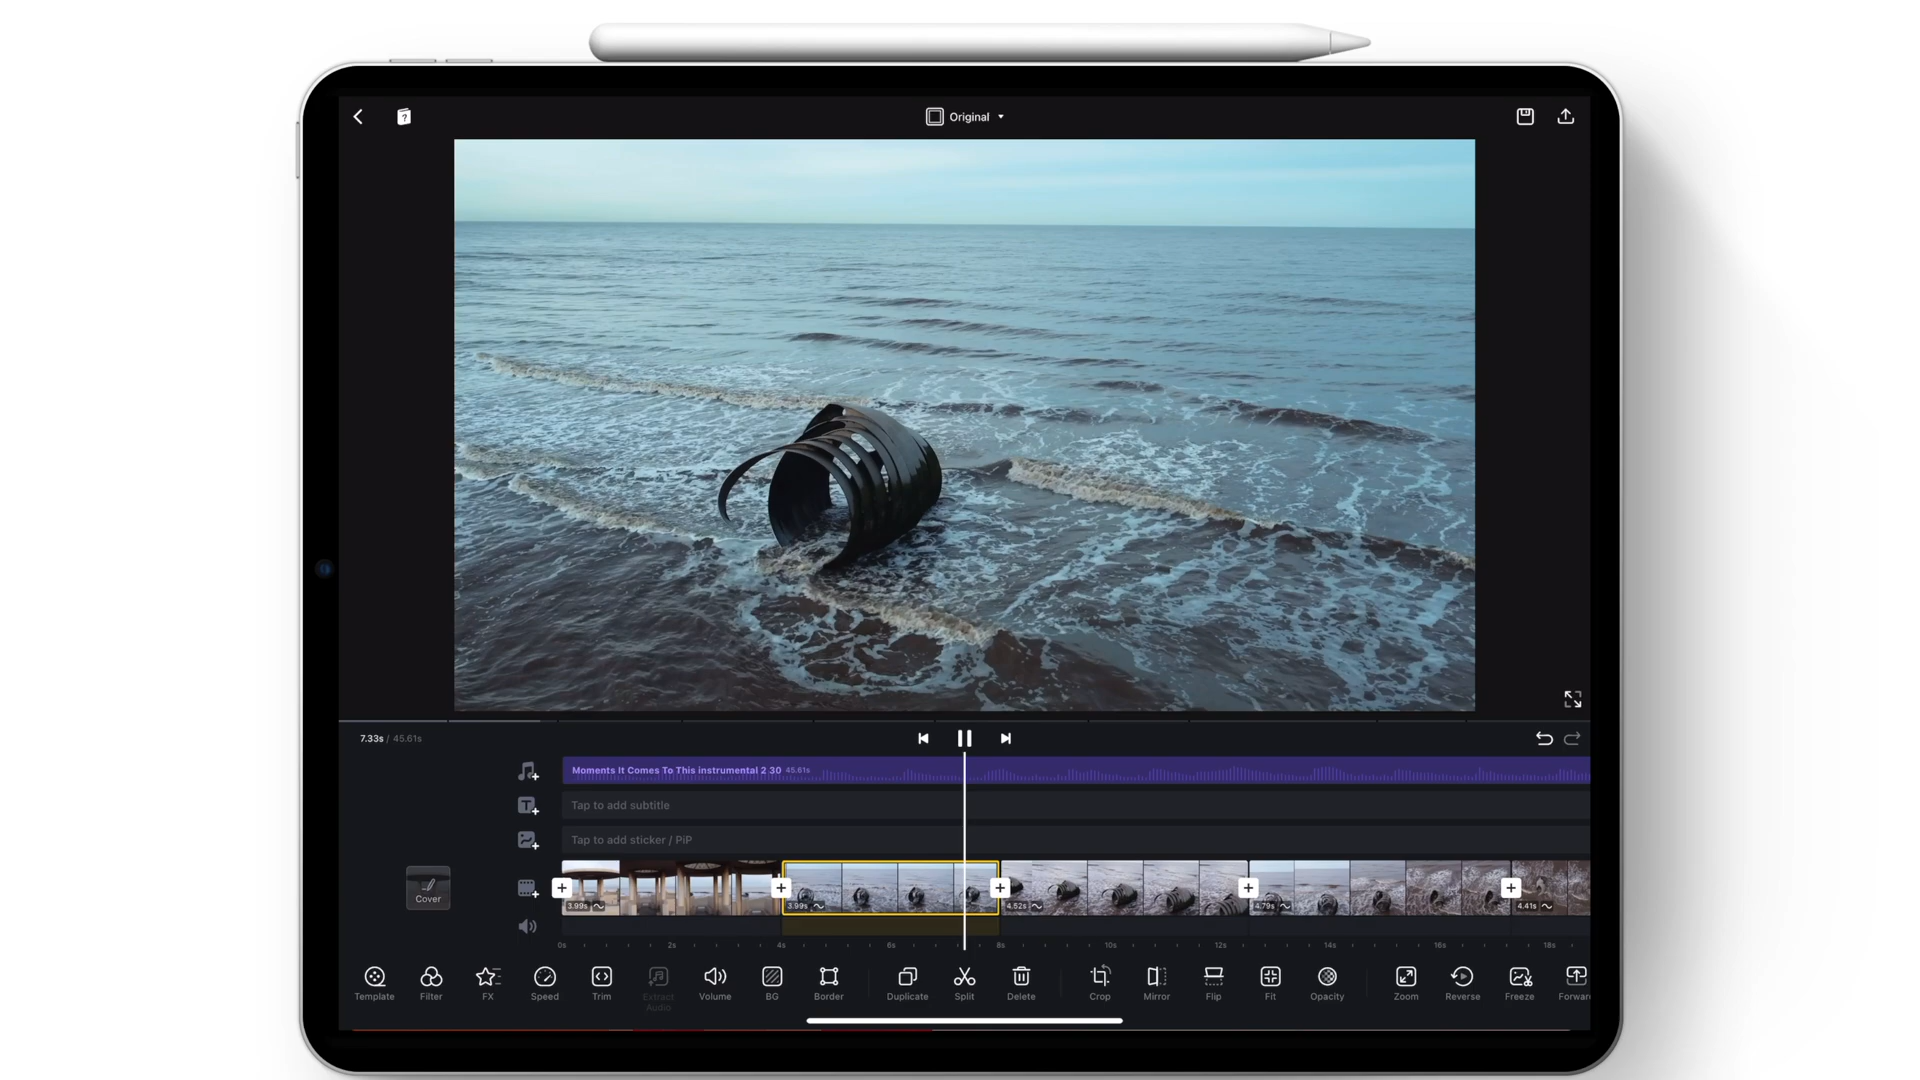 ?
Original
7.33s / 45.61s
Moments It Comes To This instrumental 2 30 45.61s
T
Tap to add subtitle
Tap to add sticker / PiP
Cover
3.99s
3.99s
4.52s
4.79s
4.41s
0s 2s 4s 6s 8s 10s 12s 14s 16s 18s
Template Filter FX Speed Trim Extract Audio Volume BG Border Duplicate Split Delete Crop Mirror Flip Fit Opacity Zoom Reverse Freeze Forwar